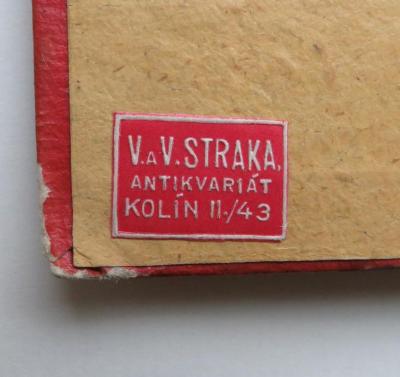 V. A V. STRAKA,
ANTIKVARIÁT
KOLÍN II./43